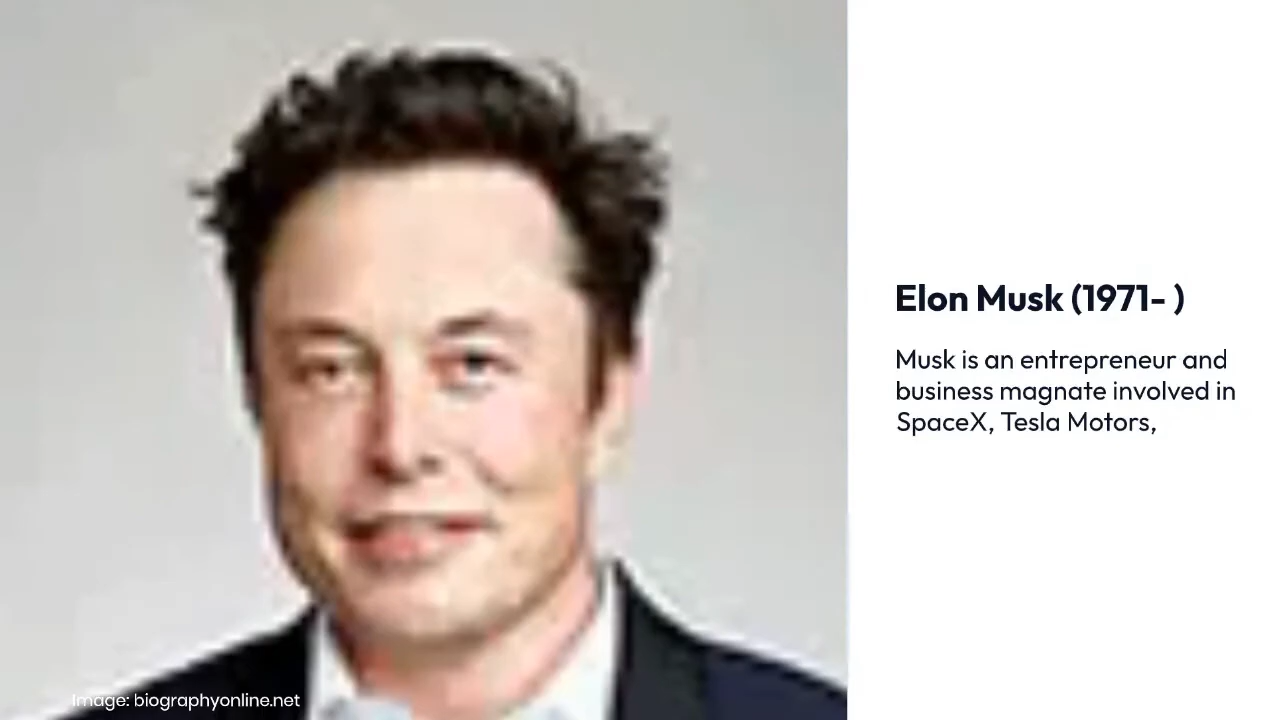 Elon Musk (1971- )
Musk is an entrepreneur and
business magnate involved in
SpaceX, Tesla Motors,
Image: biographyonline.net